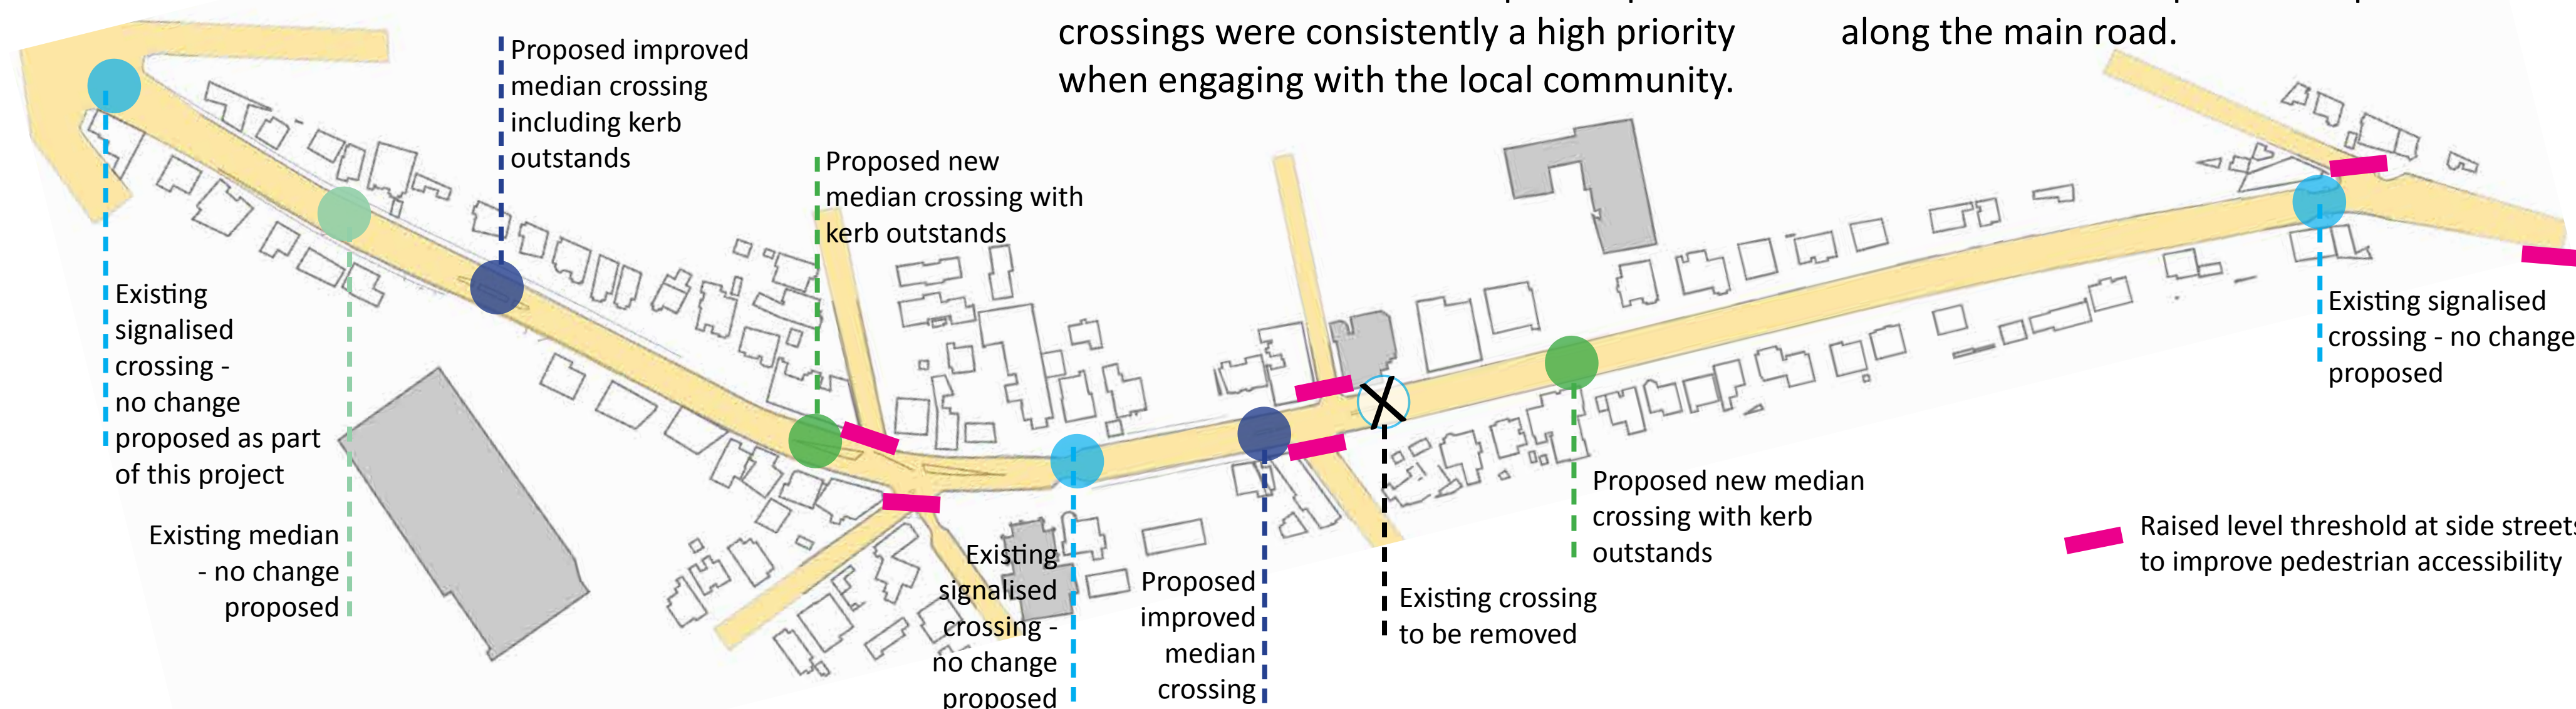 crossings were consistently a high priority
when engaging with the local community.
along the main road.
Proposed improved
median crossing
including kerb
outstands
Proposed new
median crossing with
kerb outstands
Existing
signalised
crossing -
no change
proposed as part
of this project
Existing median
- no change
proposed
Existing
signalised
crossing -
no change
proposed
Proposed
improved
median
crossing
Existing crossing
to be removed
Proposed new median
crossing with kerb
outstands
Existing signalised
crossing - no change
proposed
Raised level threshold at side streets
to improve pedestrian accessibility